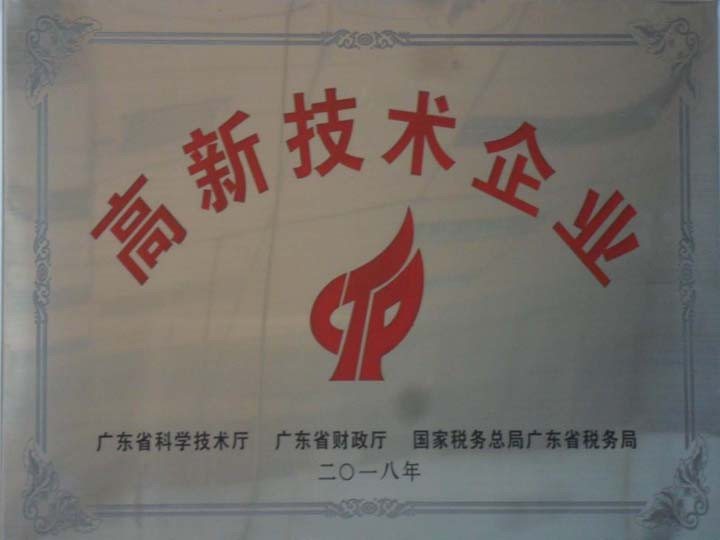 高新技术企业
广东省科学技术厅 广东省财政厅 国家税务总局广东省税务局
二〇一八年